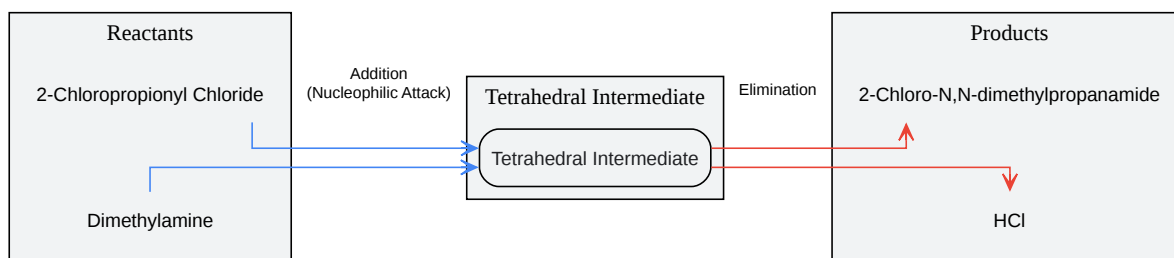 Reactants
2-Chloropropionyl Chloride
Dimethylamine
Addition
(Nucleophilic Attack)
Tetrahedral Intermediate
Tetrahedral Intermediate
Elimination
Products
2-Chloro-N,N-dimethylpropanamide
HCl